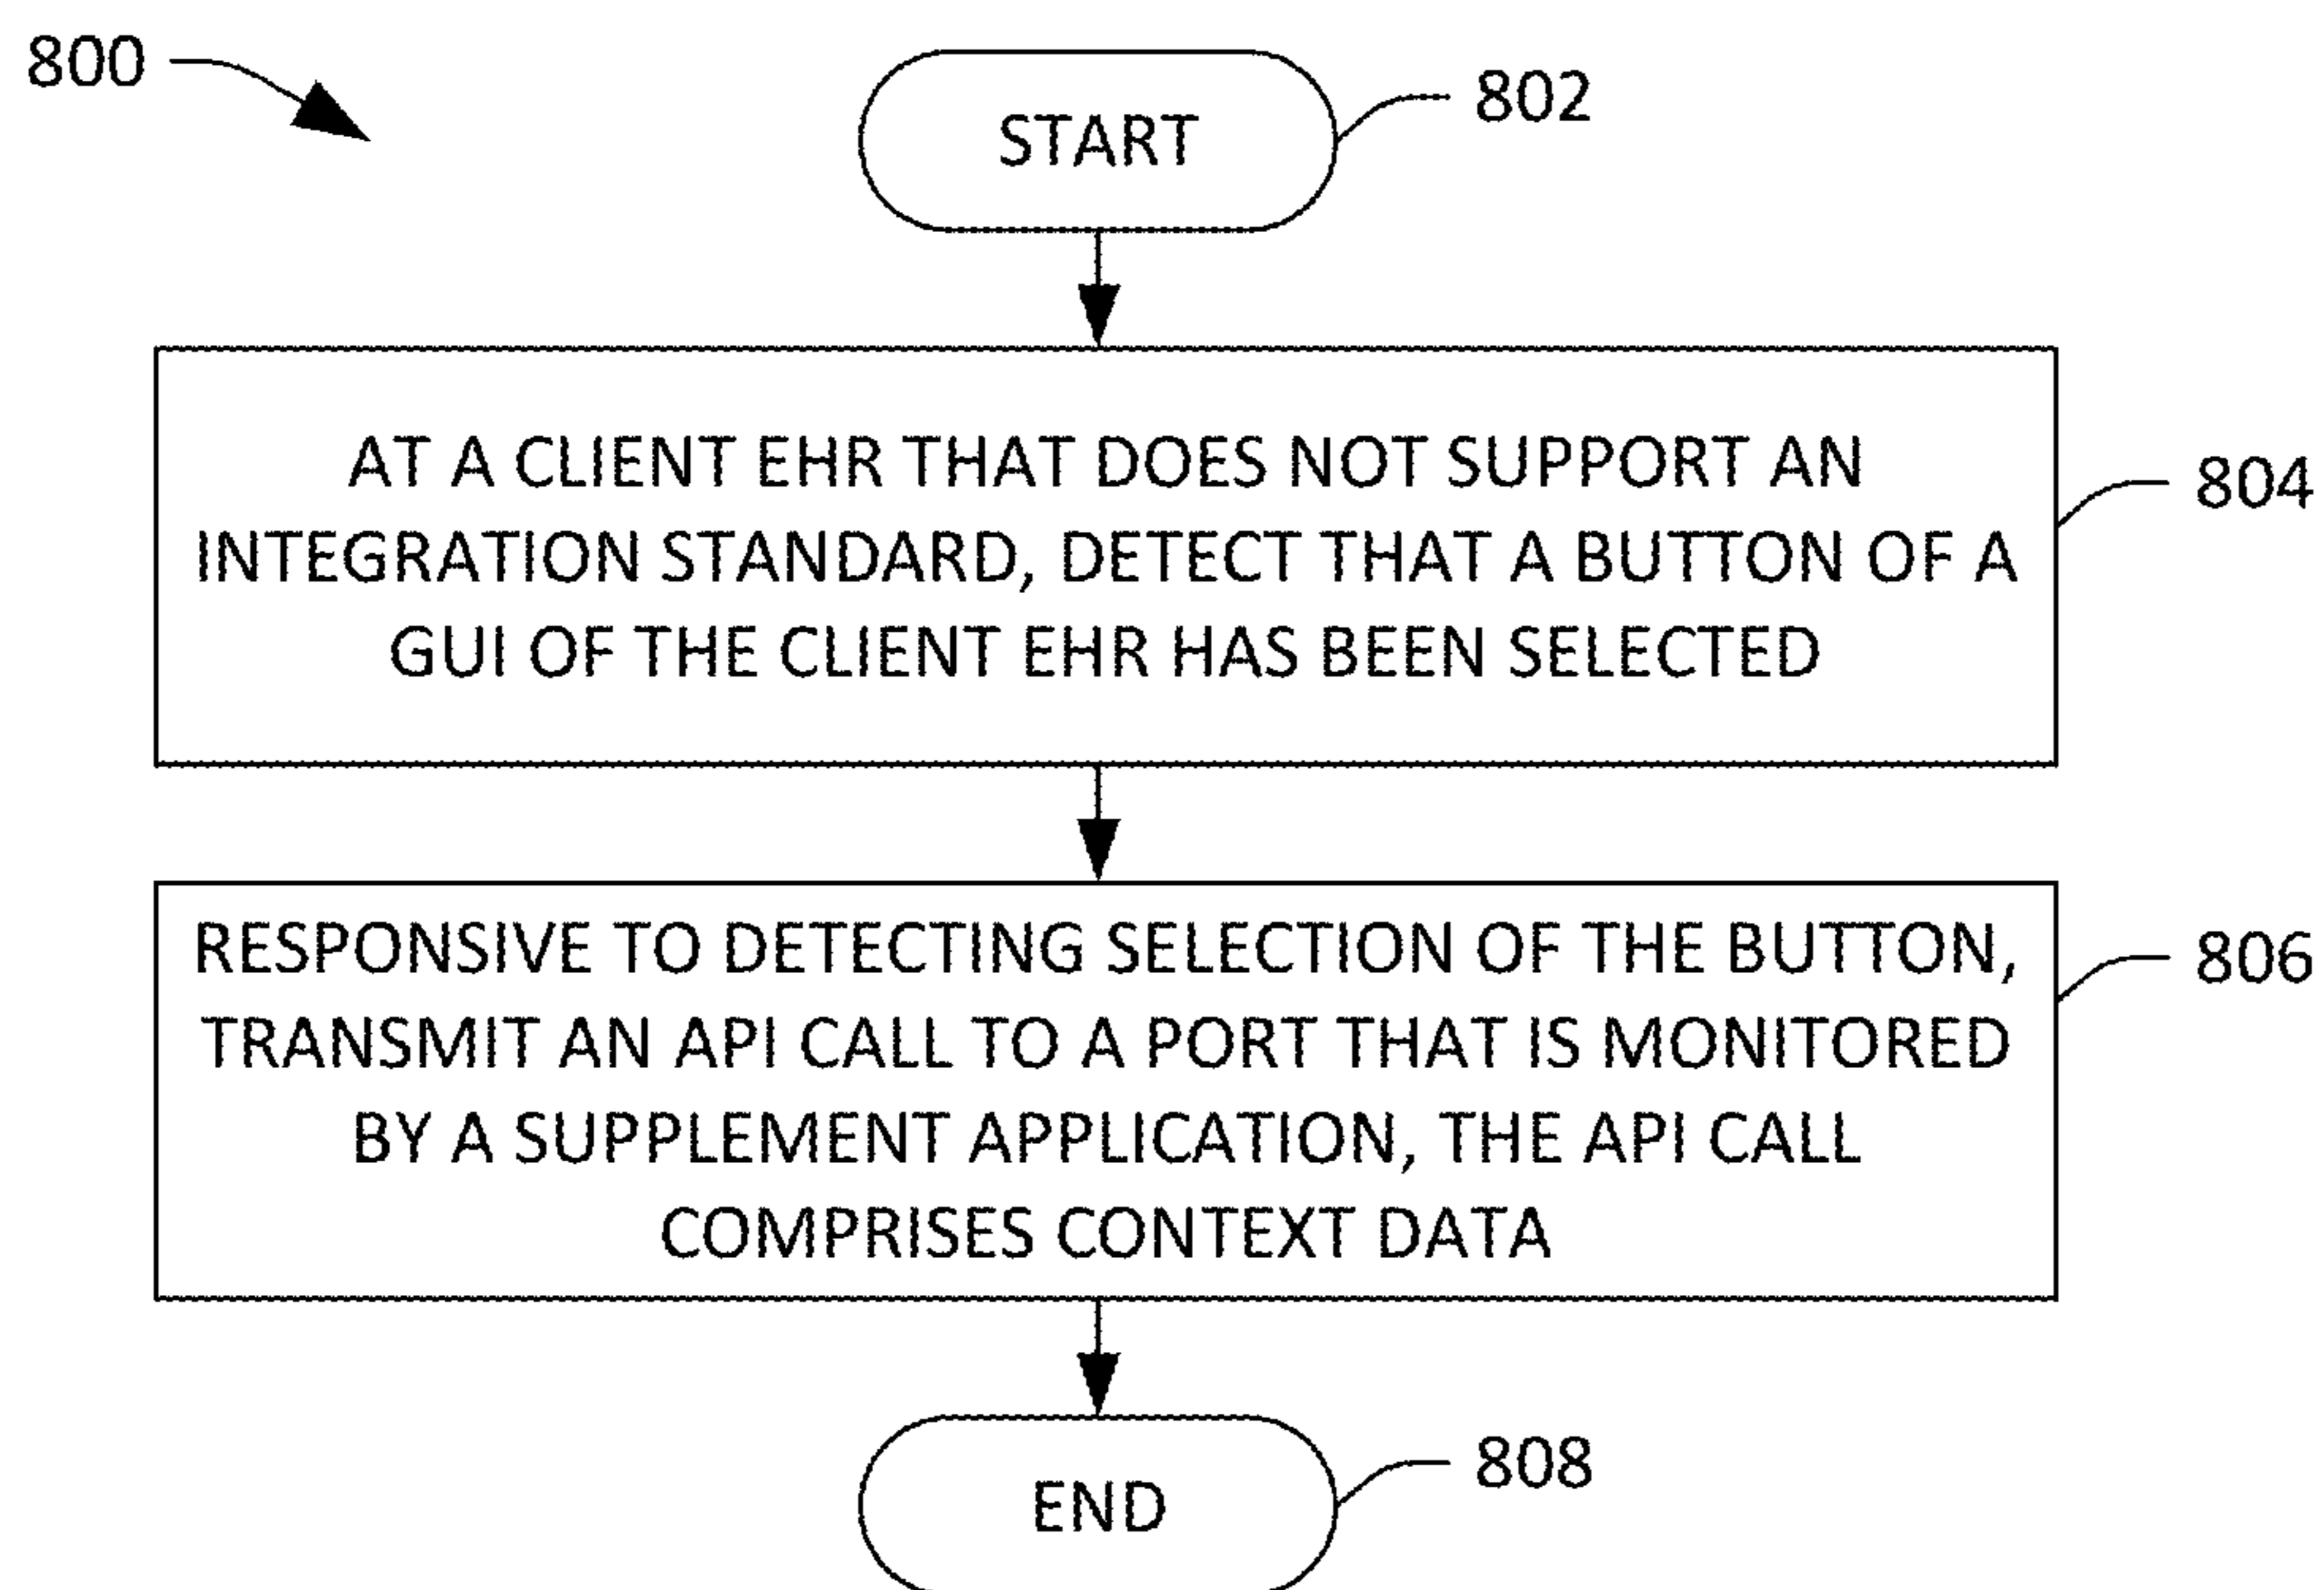 800
START
802
AT A CLIENT EHR THAT DOES NOT SUPPORT AN
INTEGRATION STANDARD, DETECT THAT A BUTTON OF A
GUI OF THE CLIENT EHR HAS BEEN SELECTED
804
RESPONSIVE TO DETECTING SELECTION OF THE BUTTON,
TRANSMIT AN API CALL TO A PORT THAT IS MONITORED
BY A SUPPLEMENT APPLICATION, THE API CALL
COMPRISES CONTEXT DATA
806
END
808